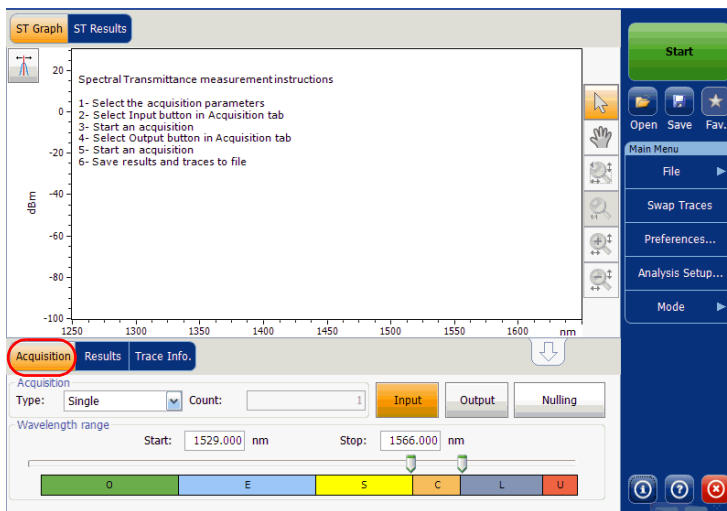 ST Graph ST Results
Start
Open Save Fav.
Main Menu
File
Swap Traces
Preferences...
Analysis Setup...
Mode
Spectral Transmittance measurement instructions
1- Select the acquisition parameters
2- Select Input button in Acquisition tab
3- Start an acquisition
4- Select Output button in Acquisition tab
5- Start an acquisition
6- Save results and traces to file
dBm
20
0
-20
-40
-60
-80
-100
1250 1300 1350 1400 1450 1500 1550 1600 nm
1:1
Acquisition Results Trace Info.
Acquisition
Type: Single Count: 1 Input Output Nulling
Wavelength range
Start: 1529.000 nm Stop: 1566.000 nm
O E S C L U